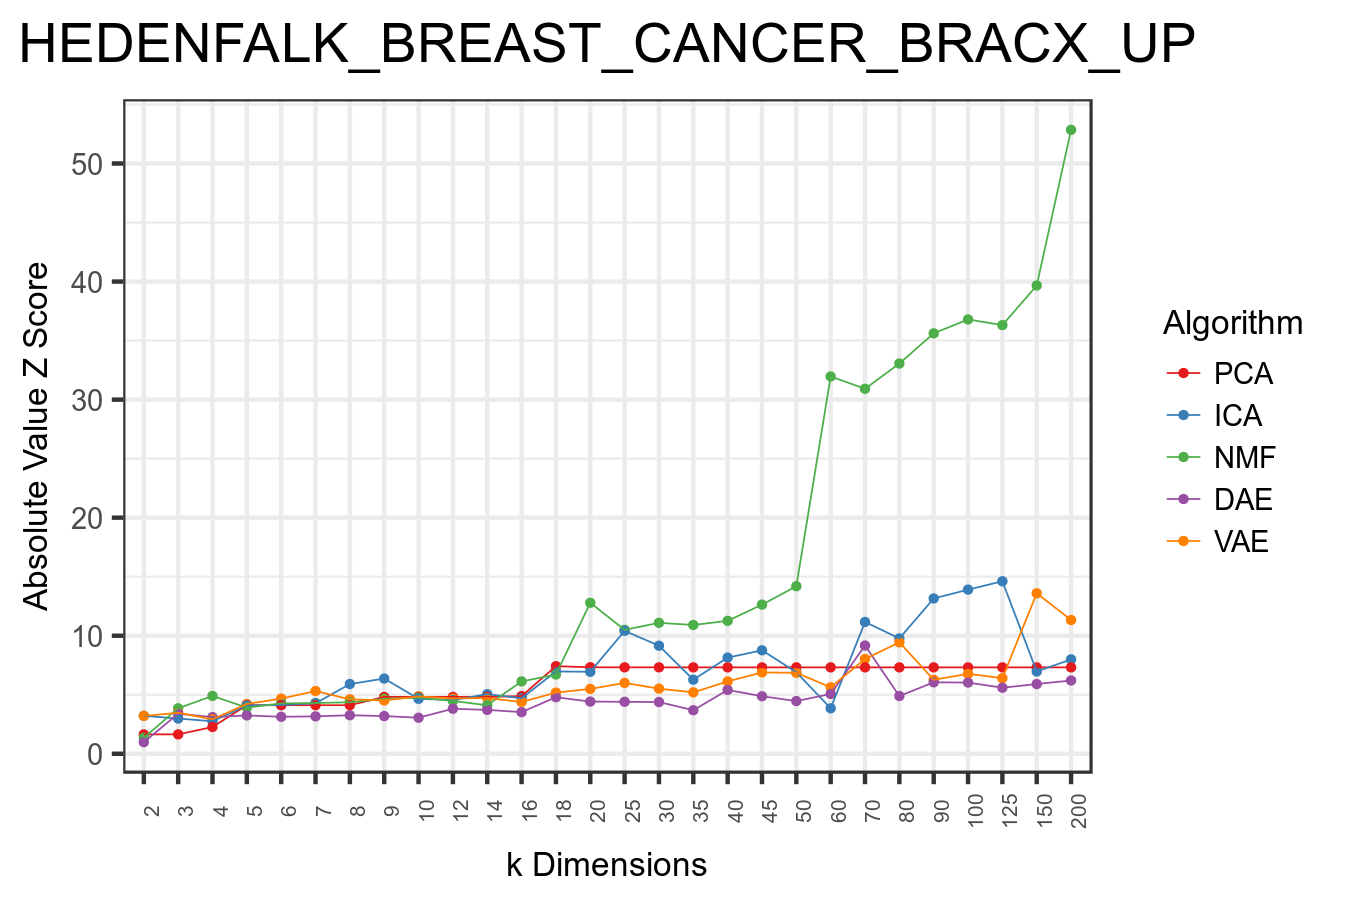 HEDENFALK_BREAST_CANCER_BRACX_UP
Absolute Value Z Score
50
40
30
20
10
0
2 3 4 5 6 7 8 9 10 12 14 16 18 20 25 30 35 40 45 50 60 70 80 90 100 125 150 200
k Dimensions
Algorithm
PCA
ICA
NMF
DAE
VAE